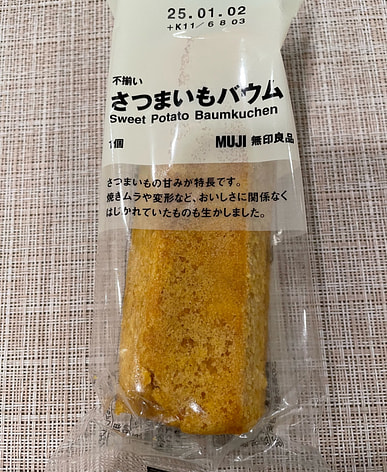 25.01.02
+K11/6803
不揃い
さつまいもバウム
Sweet Potato Baumkuchen
1個
MUJI 無印良品
さつまいもの甘みが特長です。
焼きムラや変形など、おいしさに関係なく
はじかれていたものも生かしました。